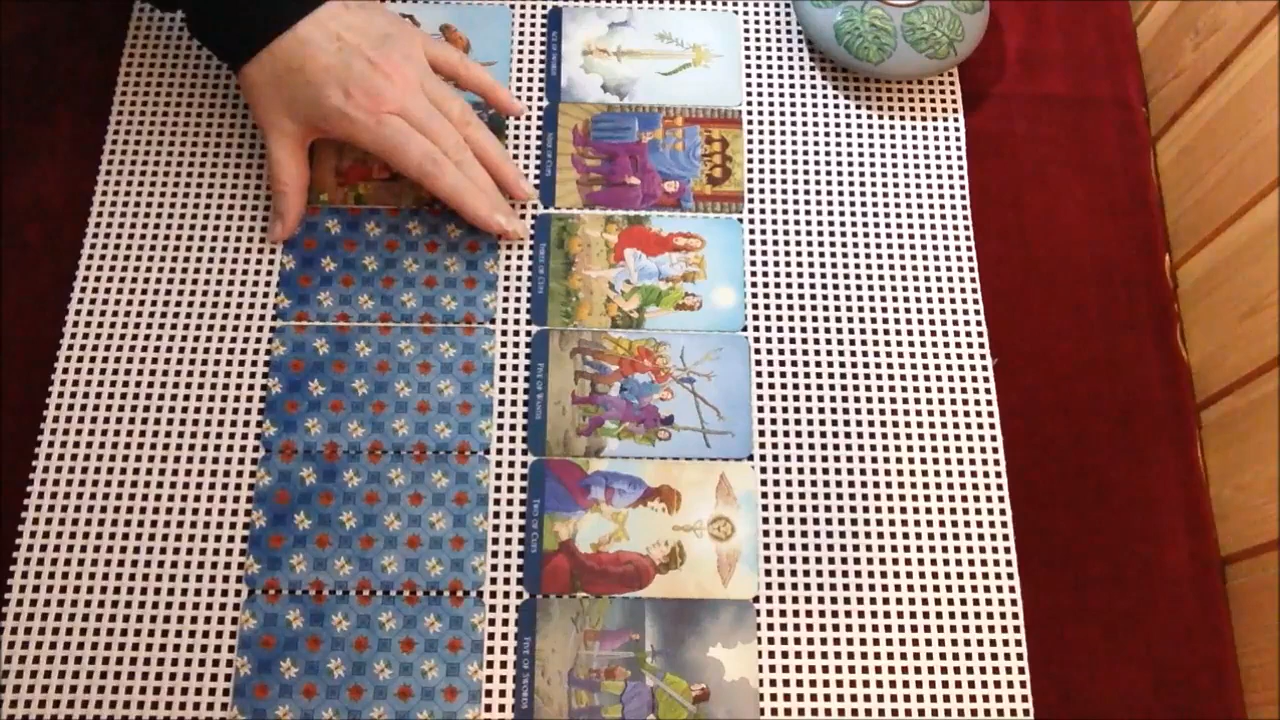 ACE OF SWORDS
NINE OF CUPS
THREE OF CUPS
FIVE OF WANDS
TWO OF CUPS
FIVE OF SWORDS